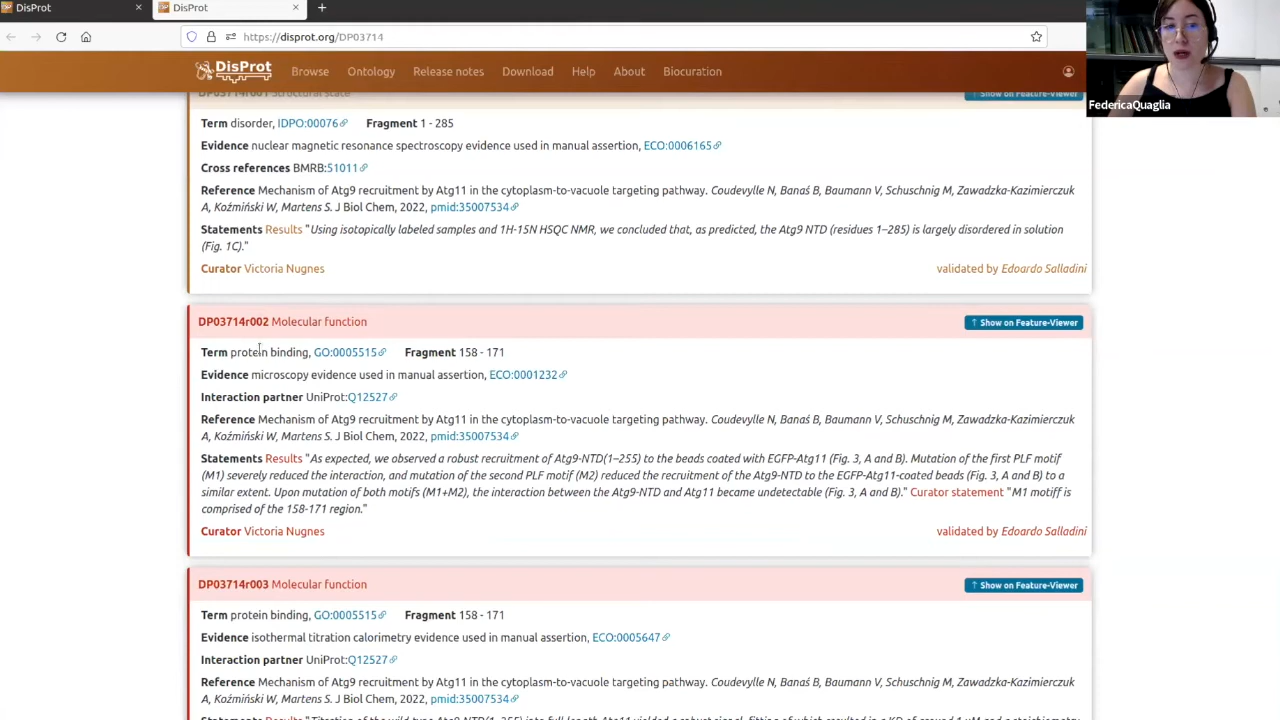 DisProt
DisProt
https://disprot.org/DP03714
DisProt Browse Ontology Release notes Download Help About Biocuration
FedericaQuaglia
DP03714r001 Structural state ↑ Show on Feature-Viewer
Term disorder, IDPO:00076 Fragment 1 - 285
Evidence nuclear magnetic resonance spectroscopy evidence used in manual assertion, ECO:0006165
Cross references BMRB:51011
Reference Mechanism of Atg9 recruitment by Atg11 in the cytoplasm-to-vacuole targeting pathway. Coudevylle N, Banaś B, Baumann V, Schuschnig M, Zawadzka-Kazimierczuk
A, Koźmiński W, Martens S. J Biol Chem, 2022, pmid:35007534
Statements Results "Using isotopically labeled samples and 1H-15N HSQC NMR, we concluded that, as predicted, the Atg9 NTD (residues 1–285) is largely disordered in solution
(Fig. 1C)."
Curator Victoria Nugnes validated by Edoardo Salladini
DP03714r002 Molecular function ↑ Show on Feature-Viewer
Term protein binding, GO:0005515 Fragment 158 - 171
Evidence microscopy evidence used in manual assertion, ECO:0001232
Interaction partner UniProt:Q12527
Reference Mechanism of Atg9 recruitment by Atg11 in the cytoplasm-to-vacuole targeting pathway. Coudevylle N, Banaś B, Baumann V, Schuschnig M, Zawadzka-Kazimierczuk
A, Koźmiński W, Martens S. J Biol Chem, 2022, pmid:35007534
Statements Results "As expected, we observed a robust recruitment of Atg9-NTD(1–255) to the beads coated with EGFP-Atg11 (Fig. 3, A and B). Mutation of the first PLF motif
(M1) severely reduced the interaction, and mutation of the second PLF motif (M2) reduced the recruitment of the Atg9-NTD to the EGFP-Atg11-coated beads (Fig. 3, A and B) to a
similar extent. Upon mutation of both motifs (M1+M2), the interaction between the Atg9-NTD and Atg11 became undetectable (Fig. 3, A and B)." Curator statement "M1 motiff is
comprised of the 158-171 region."
Curator Victoria Nugnes validated by Edoardo Salladini
DP03714r003 Molecular function ↑ Show on Feature-Viewer
Term protein binding, GO:0005515 Fragment 158 - 171
Evidence isothermal titration calorimetry evidence used in manual assertion, ECO:0005647
Interaction partner UniProt:Q12527
Reference Mechanism of Atg9 recruitment by Atg11 in the cytoplasm-to-vacuole targeting pathway. Coudevylle N, Banaś B, Baumann V, Schuschnig M, Zawadzka-Kazimierczuk
A, Koźmiński W, Martens S. J Biol Chem, 2022, pmid:35007534